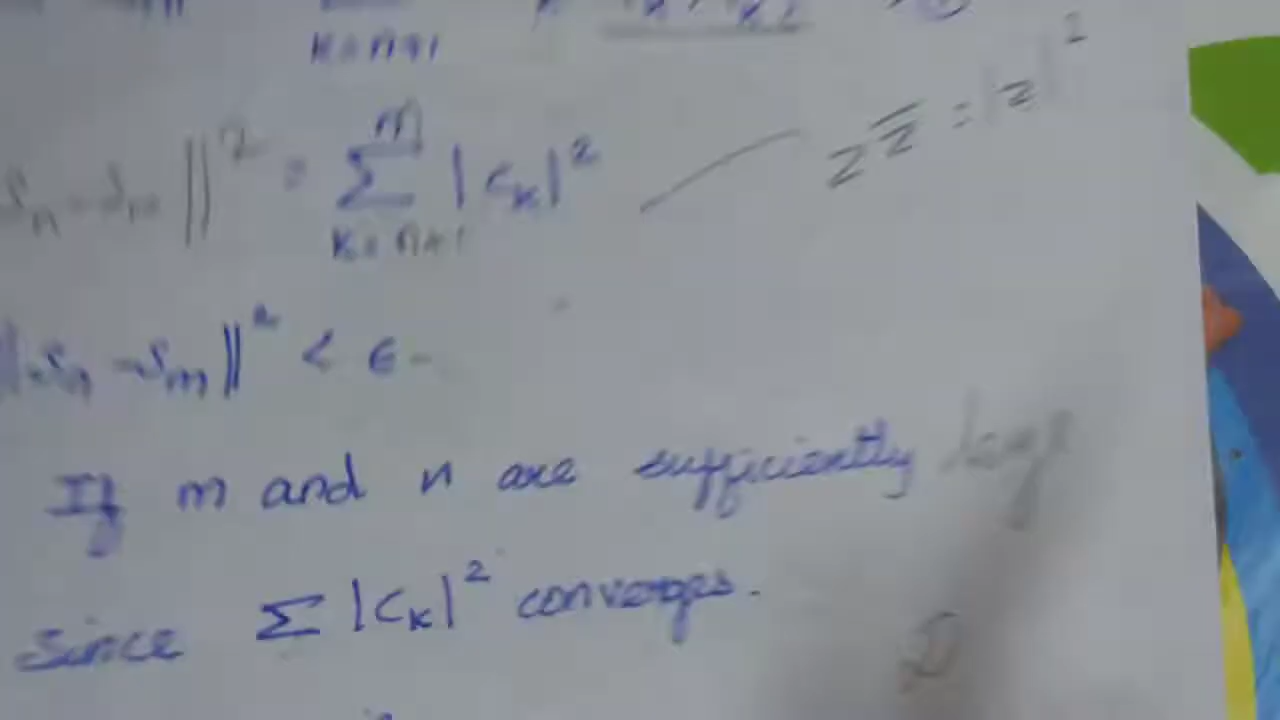 k=n+1
S_n - S_m ||² = Σ_{k=n+1}^{m} |c_k|² z z̄ = |z|²
||S_n - S_m||² < ε
If m and n are sufficiently large
since Σ |c_k|² converges.